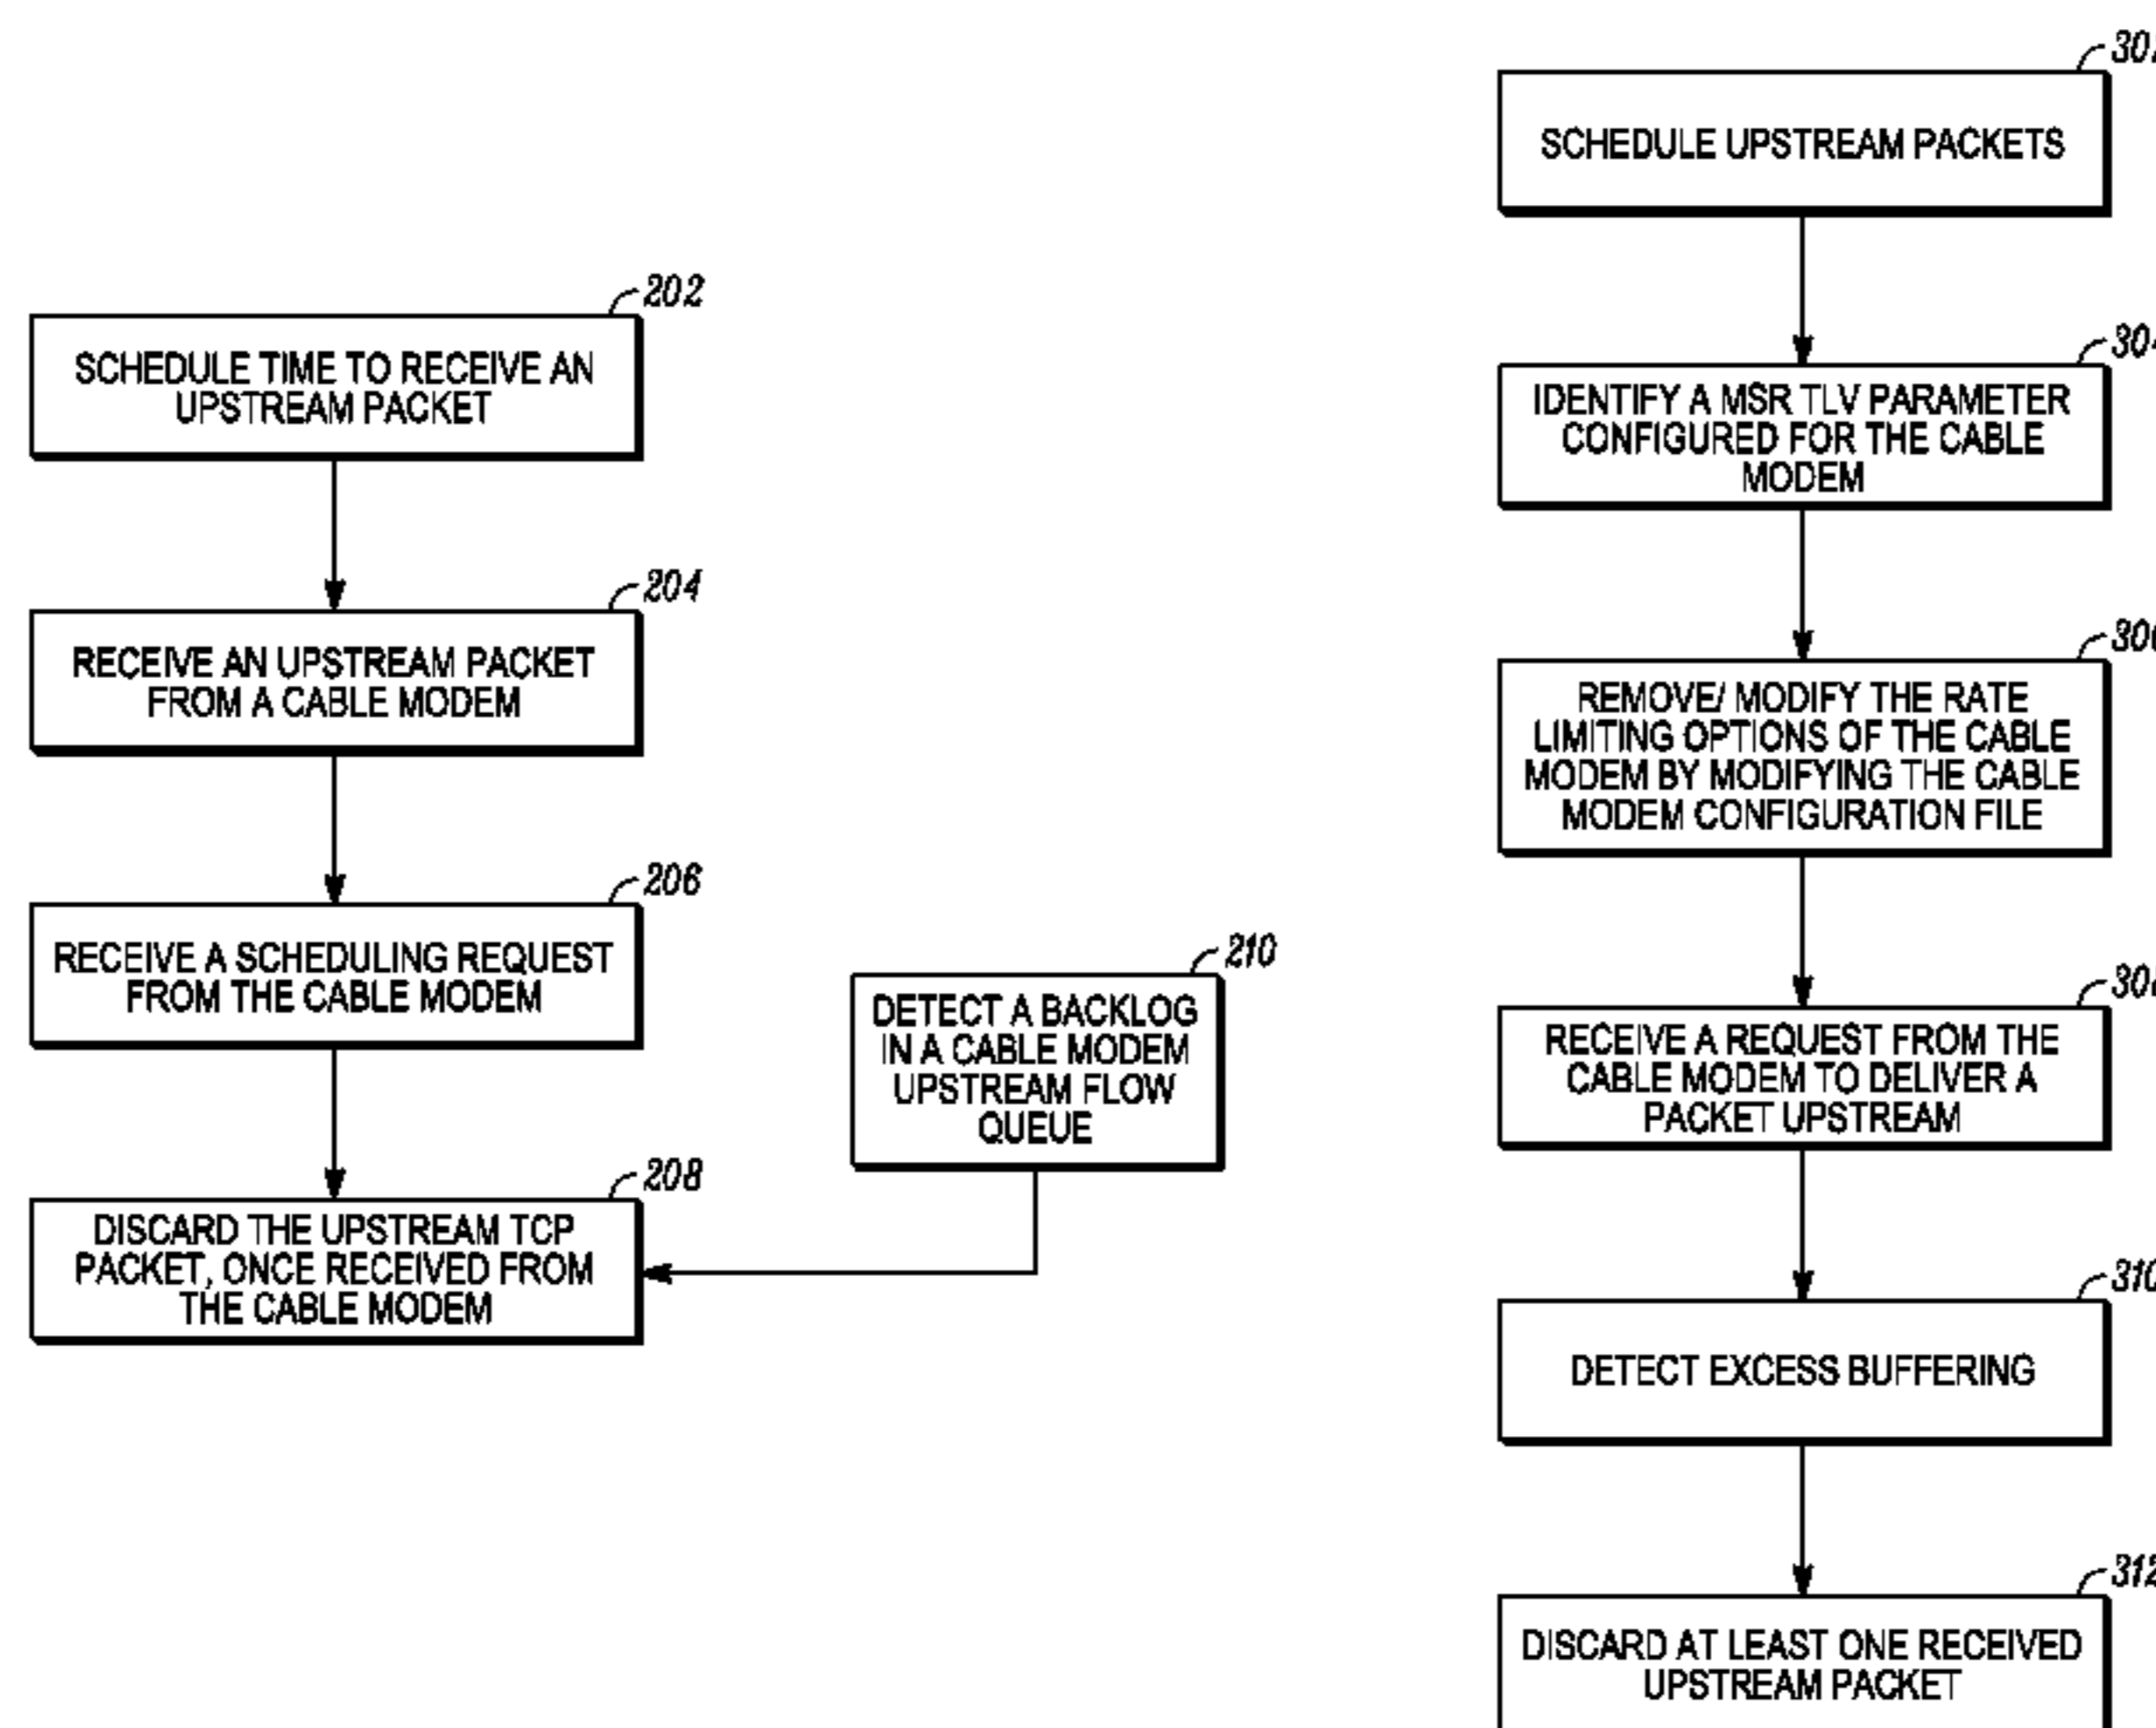 202
SCHEDULE TIME TO RECEIVE AN
UPSTREAM PACKET
204
RECEIVE AN UPSTREAM PACKET
FROM A CABLE MODEM
206
RECEIVE A SCHEDULING REQUEST
FROM THE CABLE MODEM
208
DISCARD THE UPSTREAM TCP
PACKET, ONCE RECEIVED FROM
THE CABLE MODEM
210
DETECT A BACKLOG
IN A CABLE MODEM
UPSTREAM FLOW
QUEUE
SCHEDULE UPSTREAM PACKETS
IDENTIFY A MSR TLV PARAMETER
CONFIGURED FOR THE CABLE
MODEM
REMOVE/ MODIFY THE RATE
LIMITING OPTIONS OF THE CABLE
MODEM BY MODIFYING THE CABLE
MODEM CONFIGURATION FILE
RECEIVE A REQUEST FROM THE
CABLE MODEM TO DELIVER A
PACKET UPSTREAM
310
DETECT EXCESS BUFFERING
312
DISCARD AT LEAST ONE RECEIVED
UPSTREAM PACKET